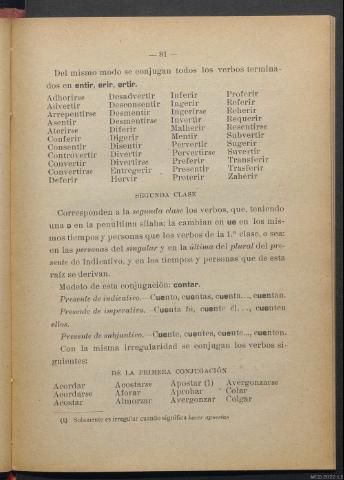 — 81 —
Del mismo modo se conjugan todos los verbos termina-
dos en entir, erir, ertir.
Adherirse Desadvertir Inferir Proferir
Advertir Desconsentir Ingerir Referir
Arrepentirse Desmentir Ingerirse Reherir
Asentir Desmentirse Invertir Requerir
Aterirse Diferir Malherir Resentirse
Conferir Digerir Mentir Subvertir
Consentir Disentir Pervertir Sugerir
Controvertir Divertir Pervertirse Suvertir
Convertir Divertirse Preferir Transferir
Convertirse Entregerir Presentir Trasferir
Deferir Hervir Proterir Zaherir
SEGUNDA CLASE
Corresponden a la segunda clase los verbos, que, teniendo
una o en la penúltima sílaba; la cambian en ue en los mis-
mos tiempos y personas que los verbos de la 1.ª clase, o sea:
en las personas del singular y en la última del plural del pre-
sente de indicativo, y en los tiempos y personas que de esta
raíz se derivan.
Modelo de esta conjugación: contar.
Presente de indicativo.—Cuento, cuentas, cuenta..., cuentan.
Presente de imperativo.—Cuenta tú, cuente él..., cuenten
ellos.
Presente de subjuntivo.—Cuente, cuentes, cuente..., cuenten.
Con la misma irregularidad se conjugan los verbos si-
guientes:
DE LA PRIMERA CONJUGACIÓN
Acordar Acostarse Apostar (1) Avergonzarse
Acordarse Aforar Aprobar Colar
Acostar Almorzar Avergonzar Colgar
(1) Solamente es irregular cuando significa hacer apuestas